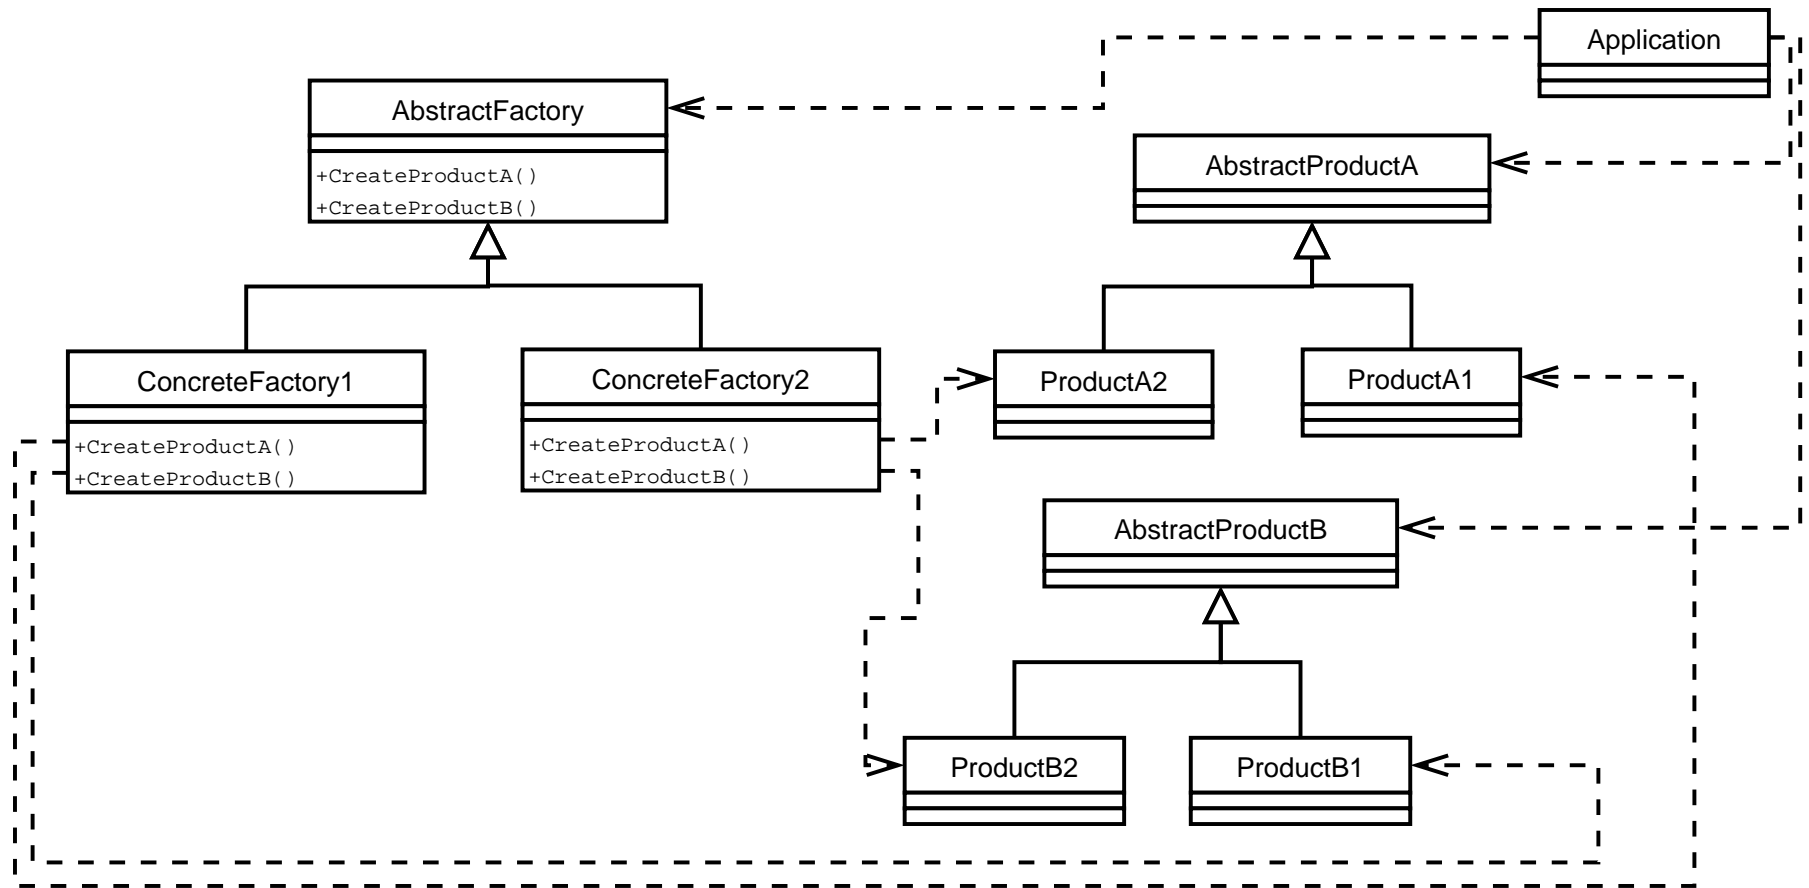 Application
AbstractFactory
+CreateProductA()
+CreateProductB()
AbstractProductA
ConcreteFactory1
+CreateProductA()
+CreateProductB()
ConcreteFactory2
+CreateProductA()
+CreateProductB()
ProductA2
ProductA1
AbstractProductB
ProductB2
ProductB1